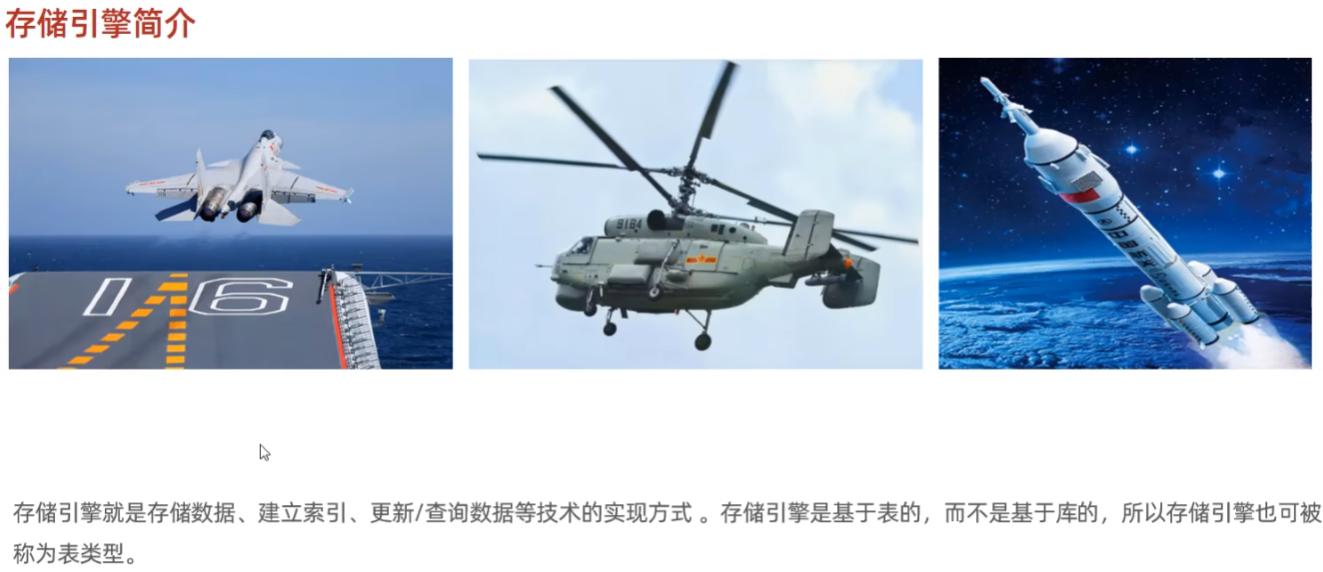 存储引擎简介
16
9184
存储引擎就是存储数据、建立索引、更新/查询数据等技术的实现方式 。存储引擎是基于表的，而不是基于库的，所以存储引擎也可被
称为表类型。